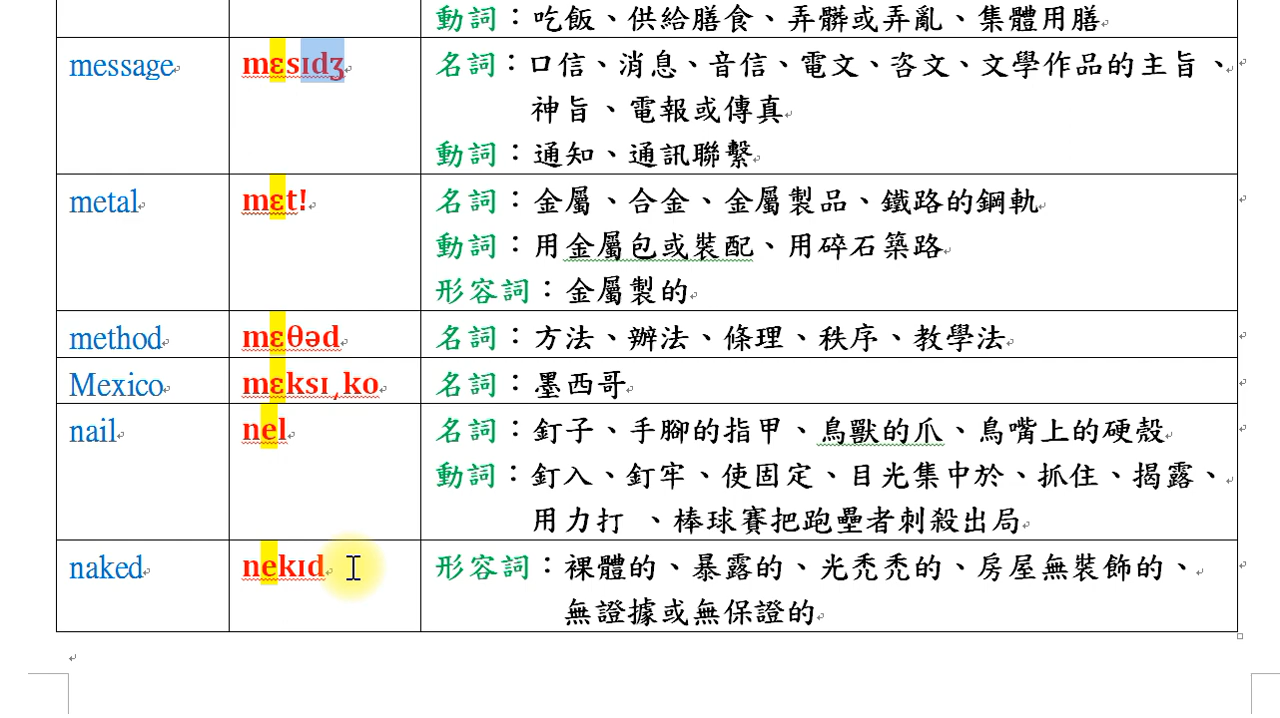 動詞：吃飯、供給膳食、弄髒或弄亂、集體用膳
message mɛsɪdʒ 名詞：口信、消息、音信、電文、咨文、文學作品的主旨、
神旨、電報或傳真
動詞：通知、通訊聯繫
metal mɛt! 名詞：金屬、合金、金屬製品、鐵路的鋼軌
動詞：用金屬包或裝配、用碎石築路
形容詞：金屬製的
method mɛθəd 名詞：方法、辦法、條理、秩序、教學法
Mexico mɛksɪˏko 名詞：墨西哥
nail nel 名詞：釘子、手腳的指甲、鳥獸的爪、鳥嘴上的硬殼
動詞：釘入、釘牢、使固定、目光集中於、抓住、揭露、
用力打 、棒球賽把跑壘者刺殺出局
naked nekɪd 形容詞：裸體的、暴露的、光禿禿的、房屋無裝飾的、
無證據或無保證的